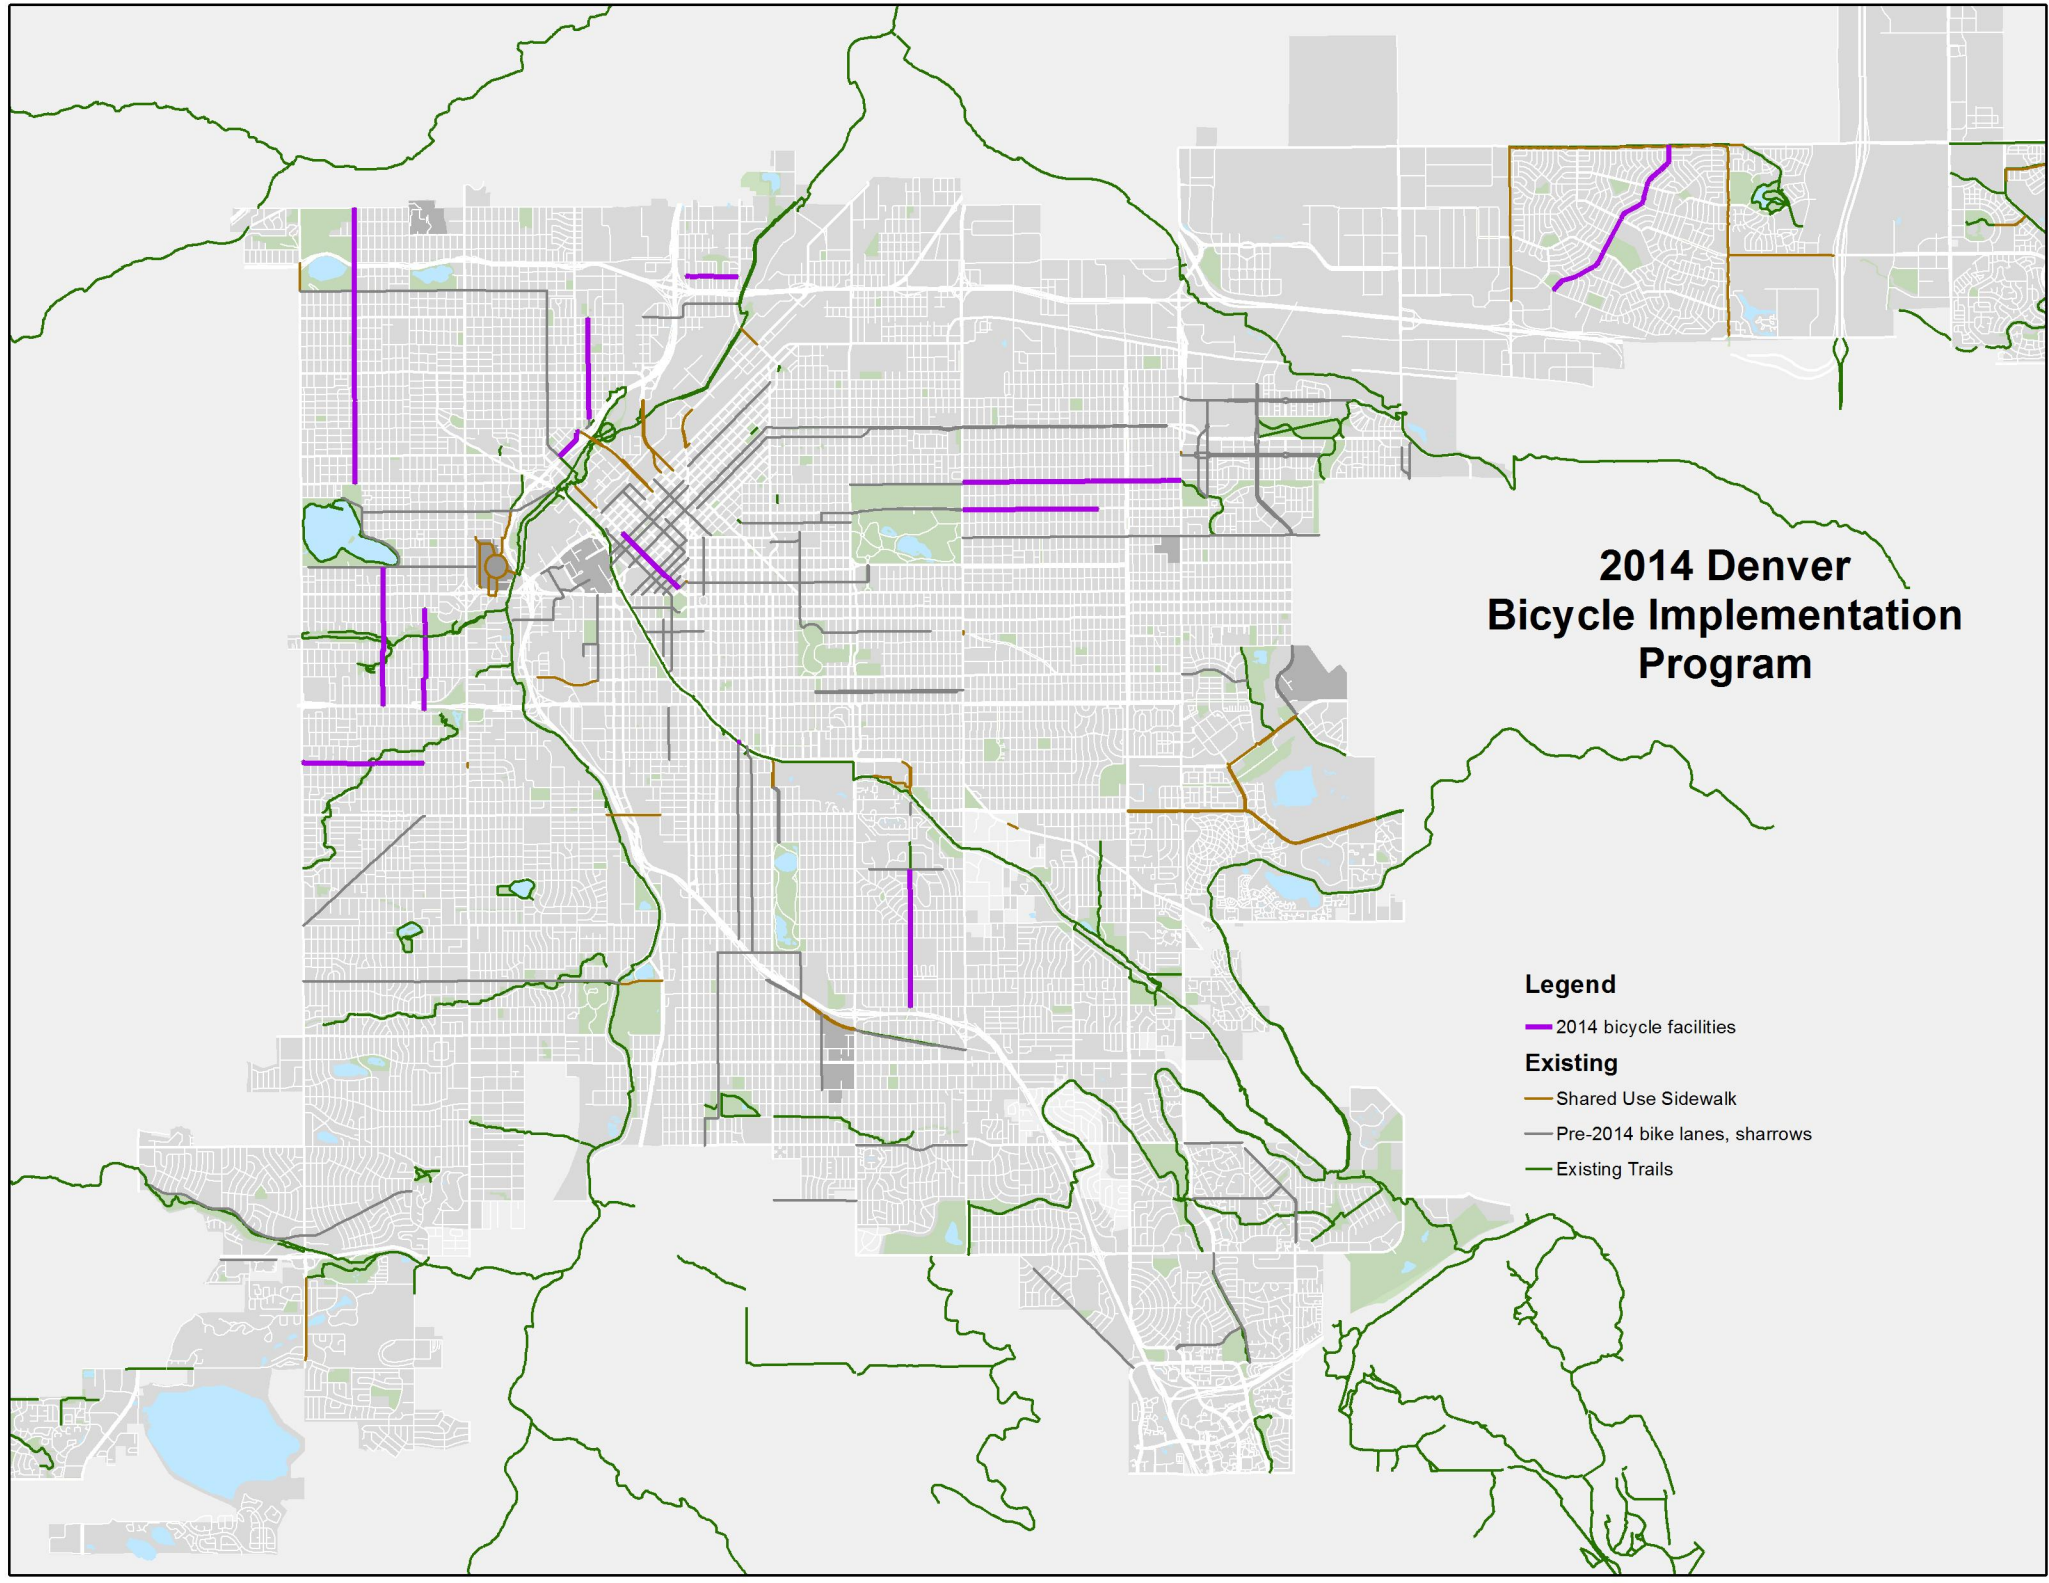 2014 Denver
Bicycle Implementation
Program
Legend
2014 bicycle facilities
Existing
Shared Use Sidewalk
Pre-2014 bike lanes, sharrows
Existing Trails